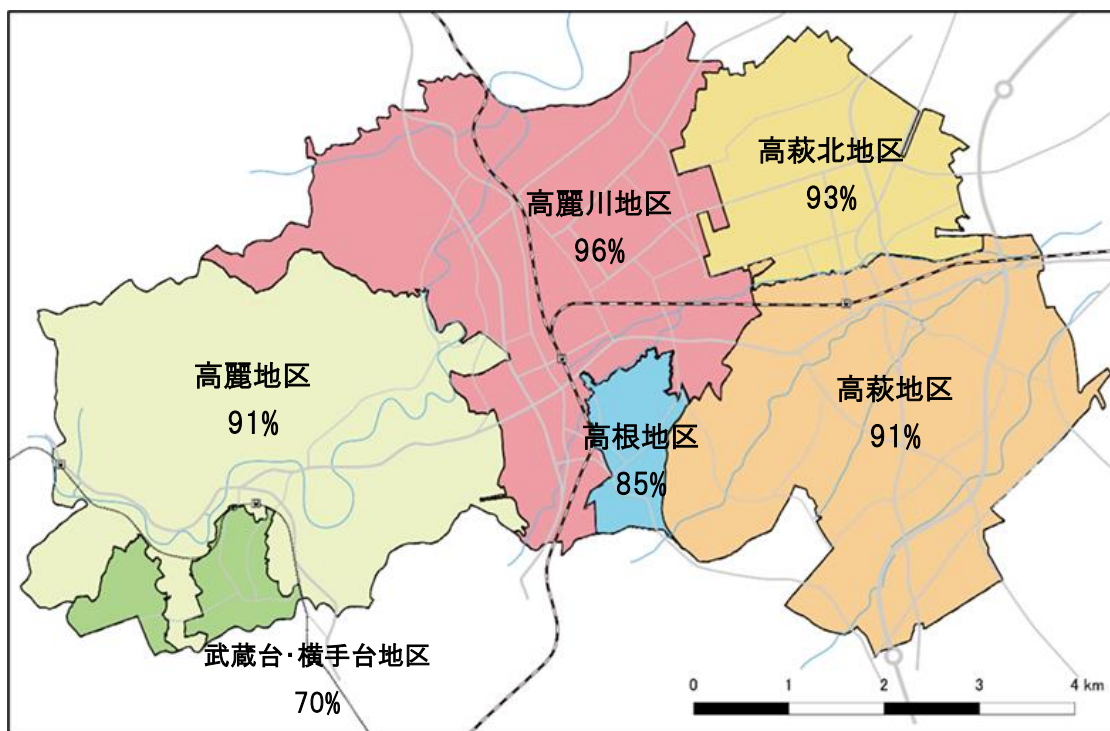 高萩北地区
93%
高麗川地区
96%
高麗地区
91%
高萩地区
91%
高根地区
85%
武蔵台・横手台地区
70%
0 1 2 3 4 km